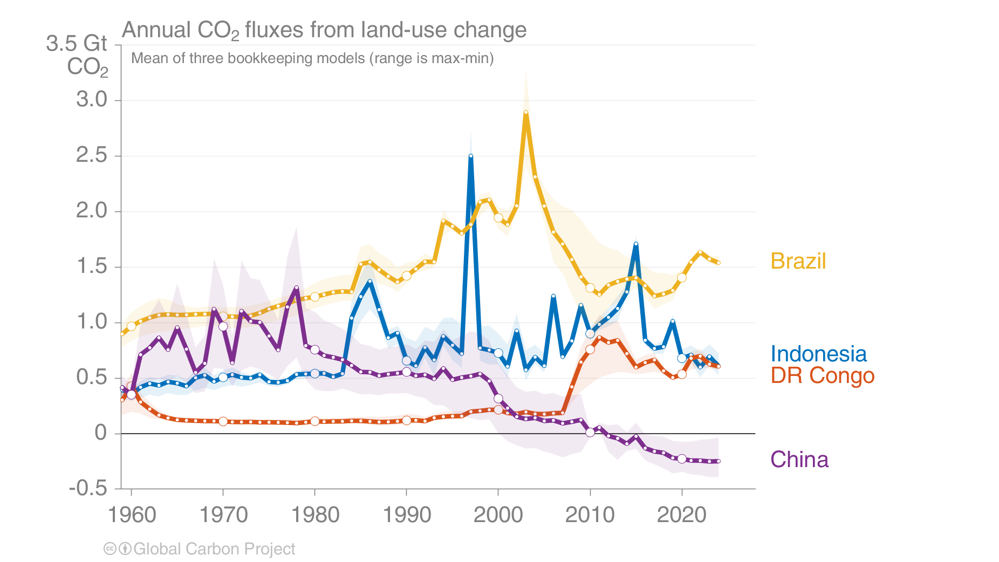 Annual CO₂ fluxes from land-use change
3.5 Gt
CO₂
Mean of three bookkeeping models (range is max-min)
3.0
2.5
2.0
1.5
1.0
0.5
0
-0.5
Brazil
Indonesia
DR Congo
China
1960 1970 1980 1990 2000 2010 2020
cc Global Carbon Project